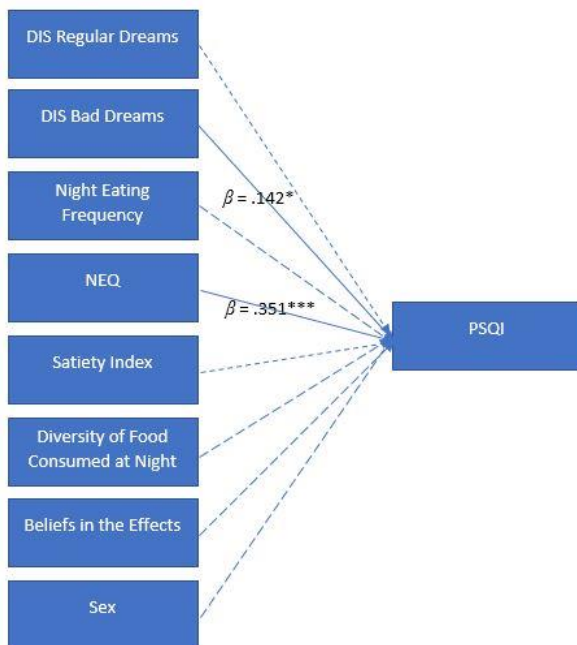 DIS Regular Dreams
DIS Bad Dreams
Night Eating
Frequency
β = .142*
NEQ
β = .351***
PSQI
Satiety Index
Diversity of Food
Consumed at Night
Beliefs in the Effects
Sex